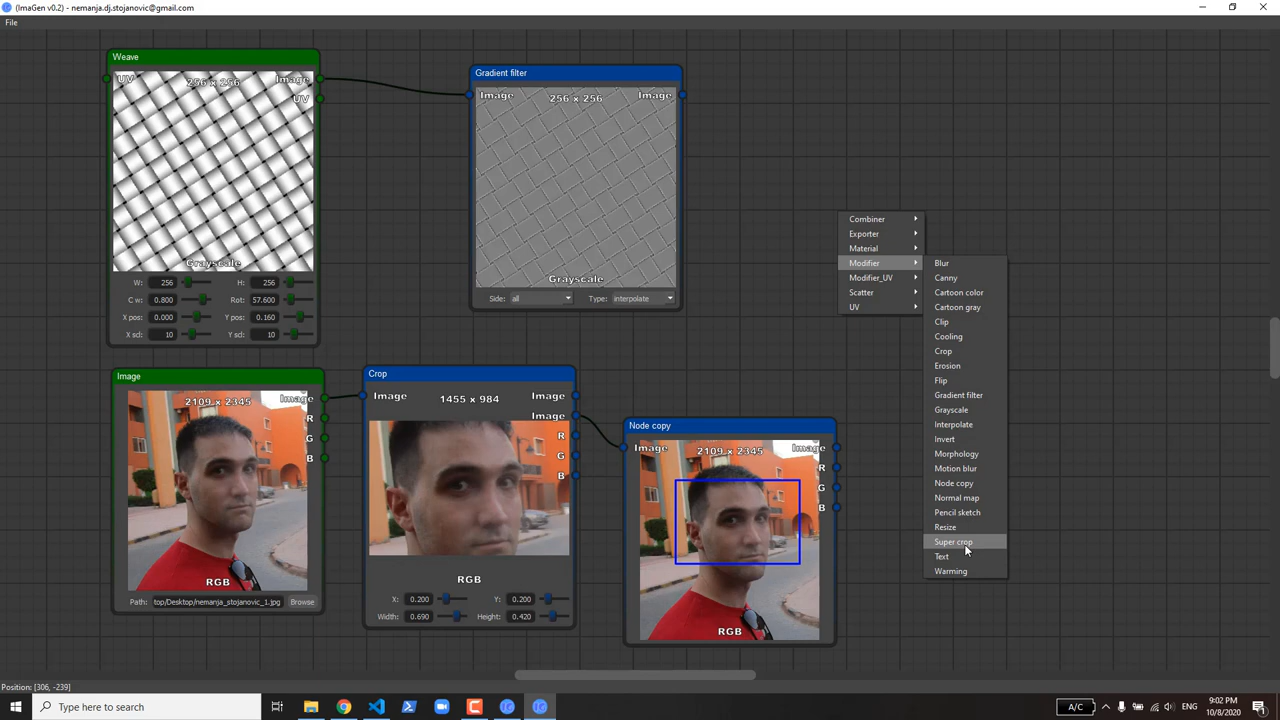 (ImaGen v0.2) - nemanja.dj.stojanovic@gmail.com
File
Weave
UV 256 x 256 Image
UV
Grayscale
W: 256 H: 256
C w: 0.800 Rot: 57.600
X pos: 0.000 Y pos: 0.160
X sd: 10 Y sd: 10
Gradient filter
Image 256 x 256 Image
Grayscale
Side: all Type: interpolate
Image
2109 x 2345 Image
R
G
B
RGB
Path: top/Desktop/nemanja_stojanovic_1.jpg Browse
Crop
Image 1455 x 984 Image
Image
R
G
B
RGB
X: 0.200 Y: 0.200
Width: 0.690 Height: 0.420
Node copy
Image 2109 x 2345 Image
R
G
B
RGB
Combiner
Exporter
Material
Modifier
Modifier_UV
Scatter
UV
Blur
Canny
Cartoon color
Cartoon gray
Clip
Cooling
Crop
Erosion
Flip
Gradient filter
Grayscale
Interpolate
Invert
Morphology
Motion blur
Node copy
Normal map
Pencil sketch
Resize
Super crop
Text
Warming
Position: [306, -239]
Type here to search
A/C
ENG
9:02 PM
10/8/2020
1